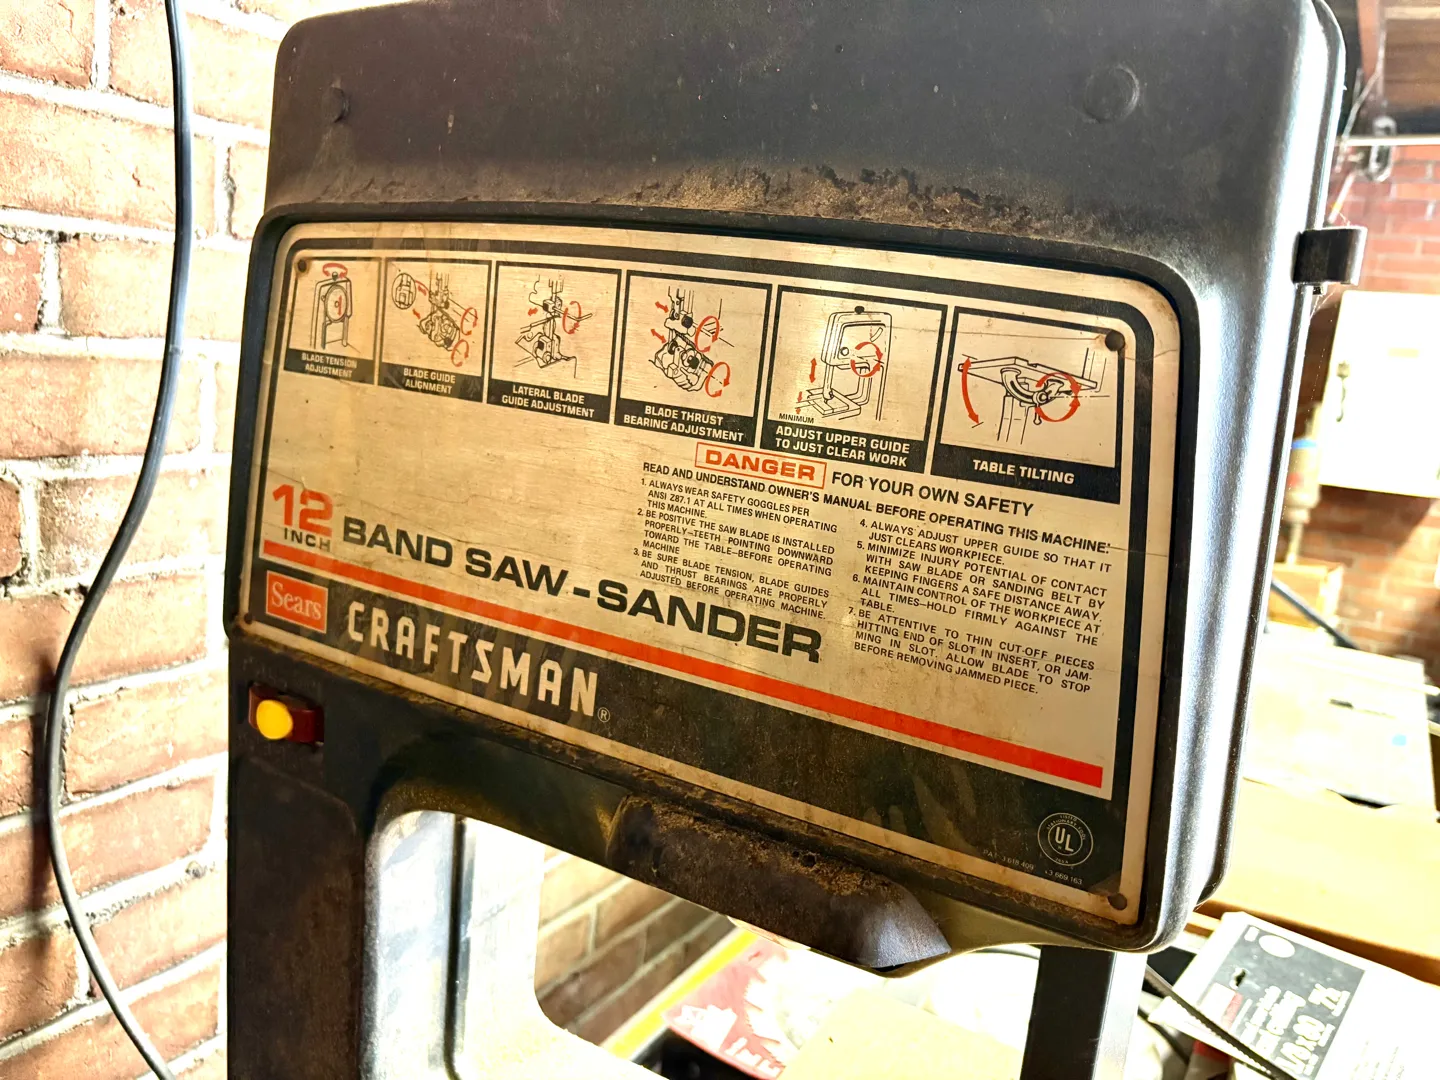 BLADE TENSION
ADJUSTMENT
BLADE GUIDE
ALIGNMENT
LATERAL BLADE
GUIDE ADJUSTMENT
BLADE THRUST
BEARING ADJUSTMENT
MINIMUM
ADJUST UPPER GUIDE
TO JUST CLEAR WORK
TABLE TILTING
DANGER FOR YOUR OWN SAFETY
READ AND UNDERSTAND OWNER'S MANUAL BEFORE OPERATING THIS MACHINE:
1. ALWAYS WEAR SAFETY GOGGLES PER
ANSI Z87.1 AT ALL TIMES WHEN OPERATING
THIS MACHINE.
2. BE POSITIVE THE SAW BLADE IS INSTALLED
PROPERLY—TEETH POINTING DOWNWARD
TOWARD THE TABLE—BEFORE OPERATING
MACHINE
3. BE SURE BLADE TENSION, BLADE GUIDES
AND THRUST BEARINGS ARE PROPERLY
ADJUSTED BEFORE OPERATING MACHINE.
4. ALWAYS ADJUST UPPER GUIDE SO THAT IT
JUST CLEARS WORKPIECE.
5. MINIMIZE INJURY POTENTIAL OF CONTACT
WITH SAW BLADE OR SANDING BELT BY
KEEPING FINGERS A SAFE DISTANCE AWAY.
6. MAINTAIN CONTROL OF THE WORKPIECE AT
ALL TIMES—HOLD FIRMLY AGAINST THE
TABLE.
7. BE ATTENTIVE TO THIN CUT-OFF PIECES
HITTING END OF SLOT IN INSERT, OR JAM-
MING IN SLOT. ALLOW BLADE TO STOP
BEFORE REMOVING JAMMED PIECE.
12
INCH
BAND SAW-SANDER
Sears
CRAFTSMAN®
LISTED
UL
PAT. 3,618,409
3,669,163